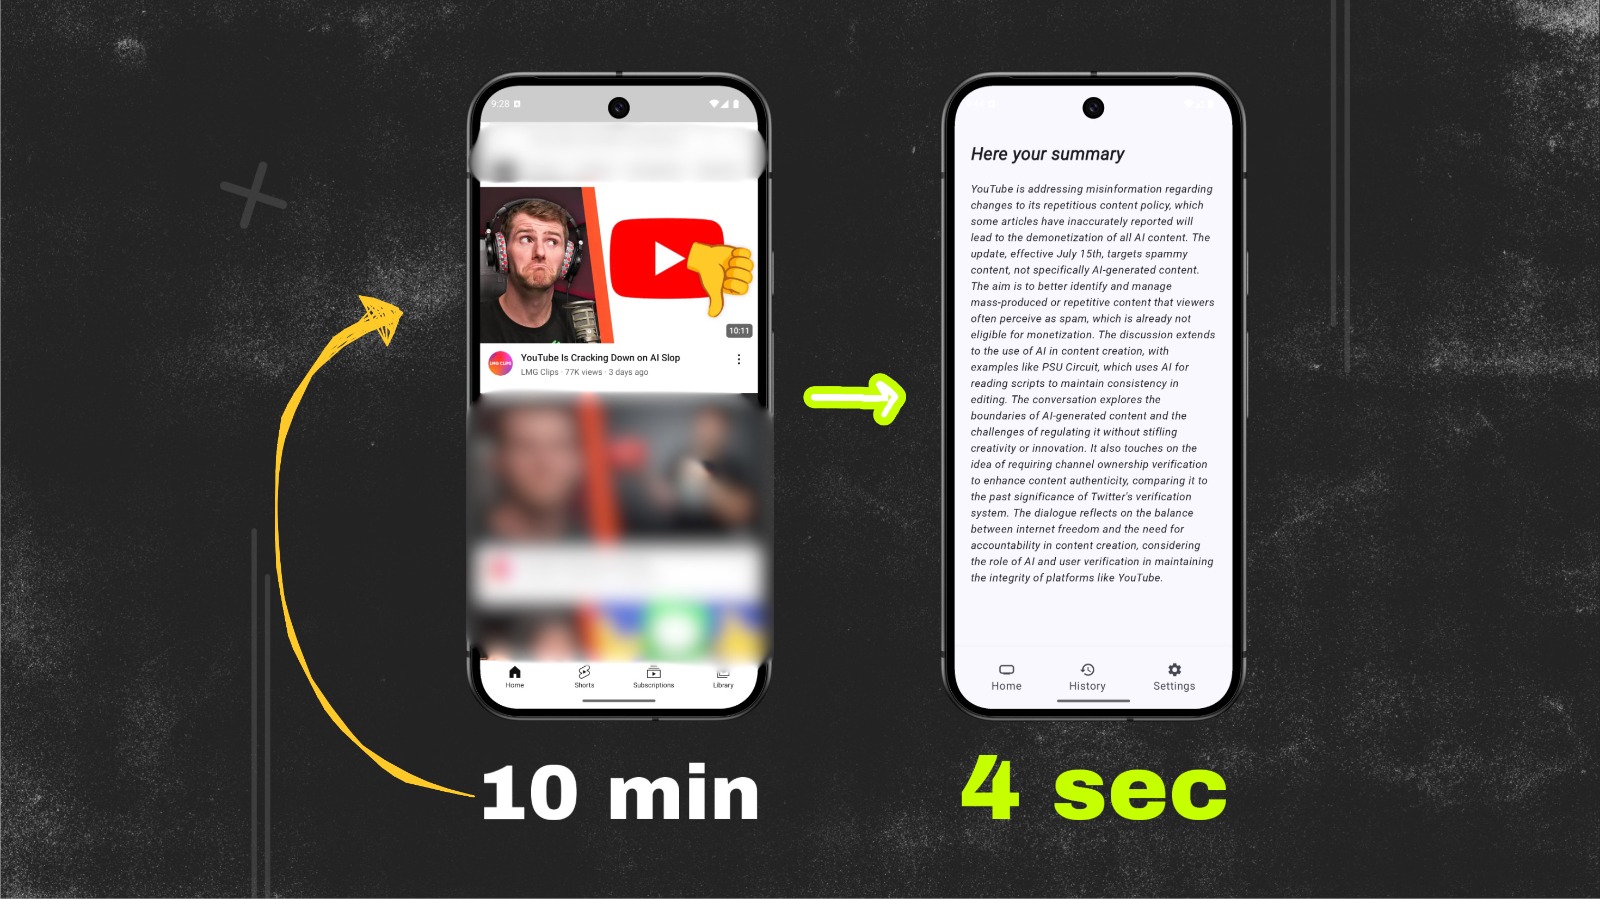 9:28
10:11
LMG CLIPS
YouTube Is Cracking Down on AI Slop
LMG Clips · 77K views · 3 days ago
Home
Shorts
Subscriptions
Library
10 min
Here your summary
YouTube is addressing misinformation regarding
changes to its repetitious content policy, which
some articles have inaccurately reported will
lead to the demonetization of all AI content. The
update, effective July 15th, targets spammy
content, not specifically AI-generated content.
The aim is to better identify and manage
mass-produced or repetitive content that viewers
often perceive as spam, which is already not
eligible for monetization. The discussion extends
to the use of AI in content creation, with
examples like PSU Circuit, which uses AI for
reading scripts to maintain consistency in
editing. The conversation explores the
boundaries of AI-generated content and the
challenges of regulating it without stifling
creativity or innovation. It also touches on the
idea of requiring channel ownership verification
to enhance content authenticity, comparing it to
the past significance of Twitter's verification
system. The dialogue reflects on the balance
between internet freedom and the need for
accountability in content creation, considering
the role of AI and user verification in maintaining
the integrity of platforms like YouTube.
Home
History
Settings
4 sec